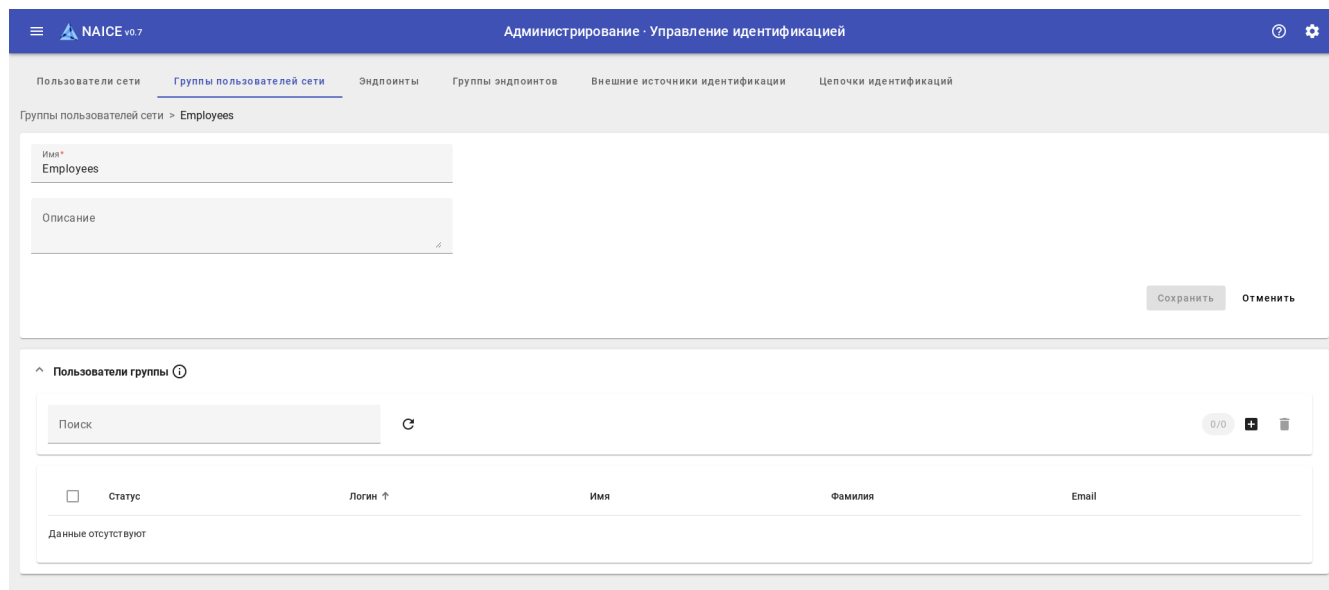 NAICE v0.7
Администрирование · Управление идентификацией
Пользователи сети Группы пользователей сети Эндпоинты Группы эндпоинтов Внешние источники идентификации Цепочки идентификаций
Группы пользователей сети > Employees
Имя*
Employees
Описание
Сохранить Отменить
Пользователи группы
Поиск 0/0
Статус Логин ↑ Имя Фамилия Email
Данные отсутствуют